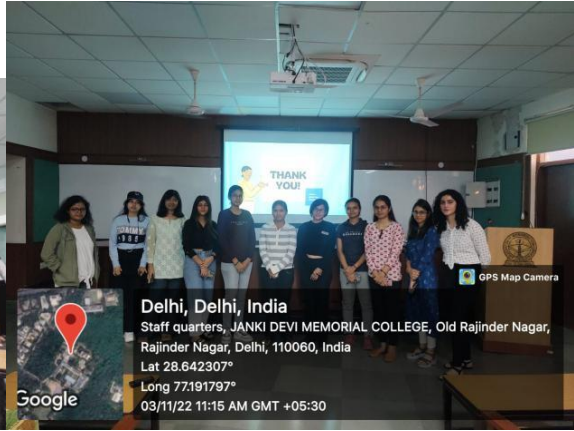 THANK
YOU!
TOMMY
GPS Map Camera
Delhi, Delhi, India
Staff quarters, JANKI DEVI MEMORIAL COLLEGE, Old Rajinder Nagar,
Rajinder Nagar, Delhi, 110060, India
Lat 28.642307°
Long 77.191797°
03/11/22 11:15 AM GMT +05:30
Google